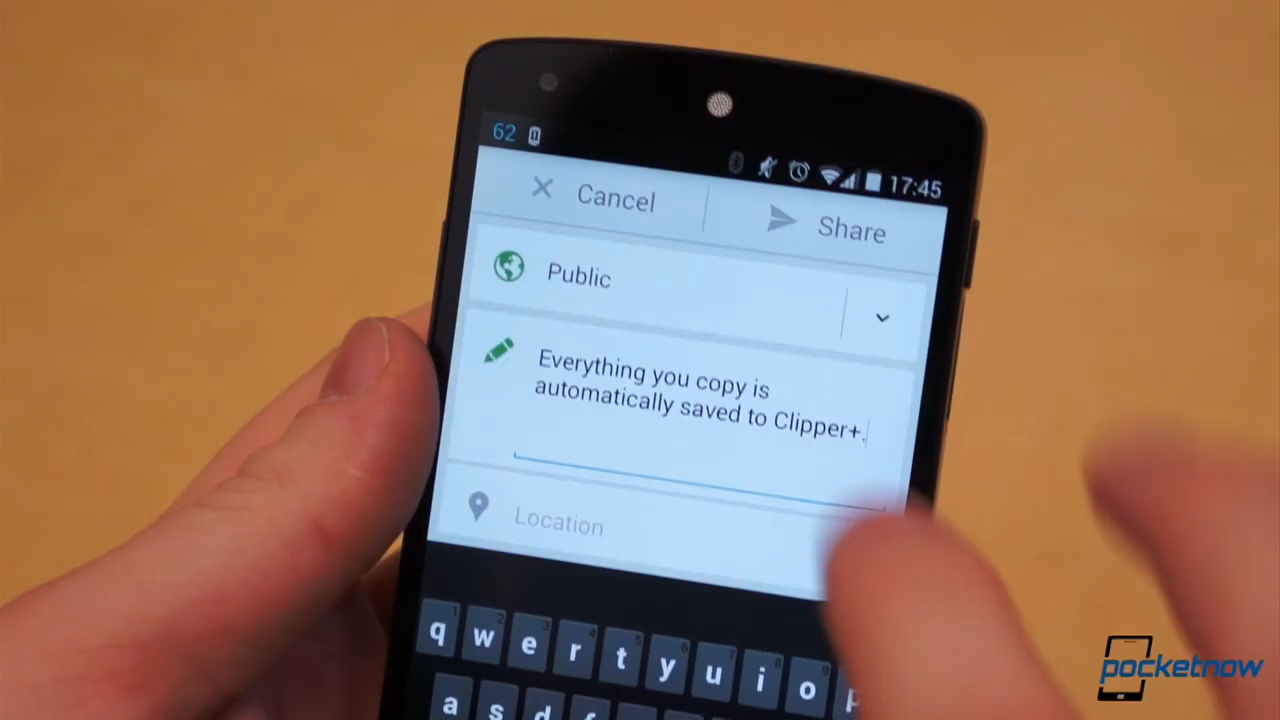 62
17:45
Cancel
Share
Public
Everything you copy is
automatically saved to Clipper+.
Location
q w e r t y u i o p
a s d f
pocketnow